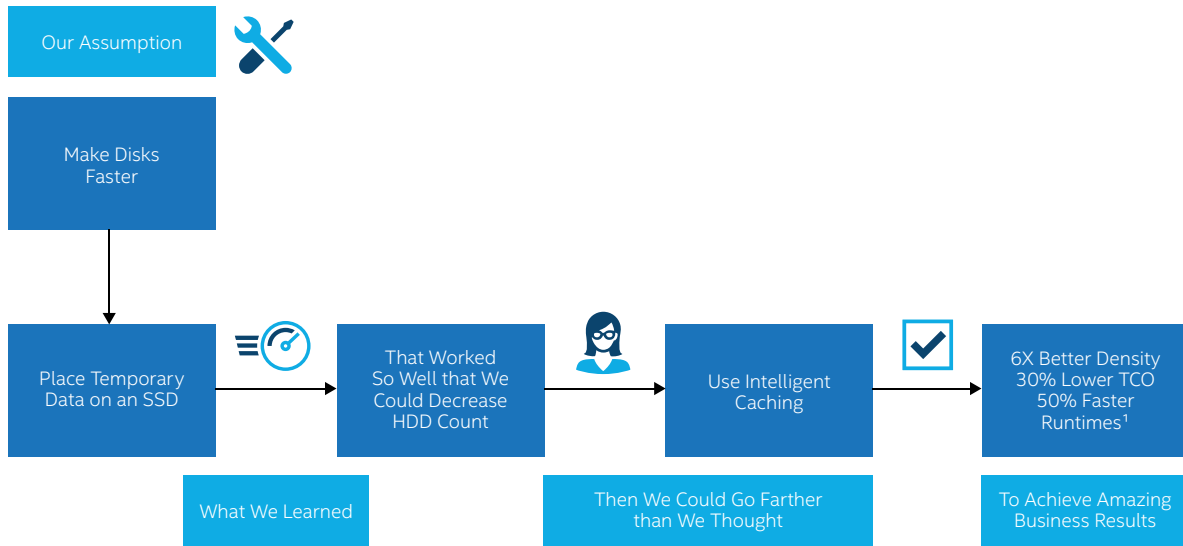 Our Assumption
Make Disks
Faster
Place Temporary
Data on an SSD
That Worked
So Well that We
Could Decrease
HDD Count
Use Intelligent
Caching
6X Better Density
30% Lower TCO
50% Faster
Runtimes¹
What We Learned
Then We Could Go Farther
than We Thought
To Achieve Amazing
Business Results